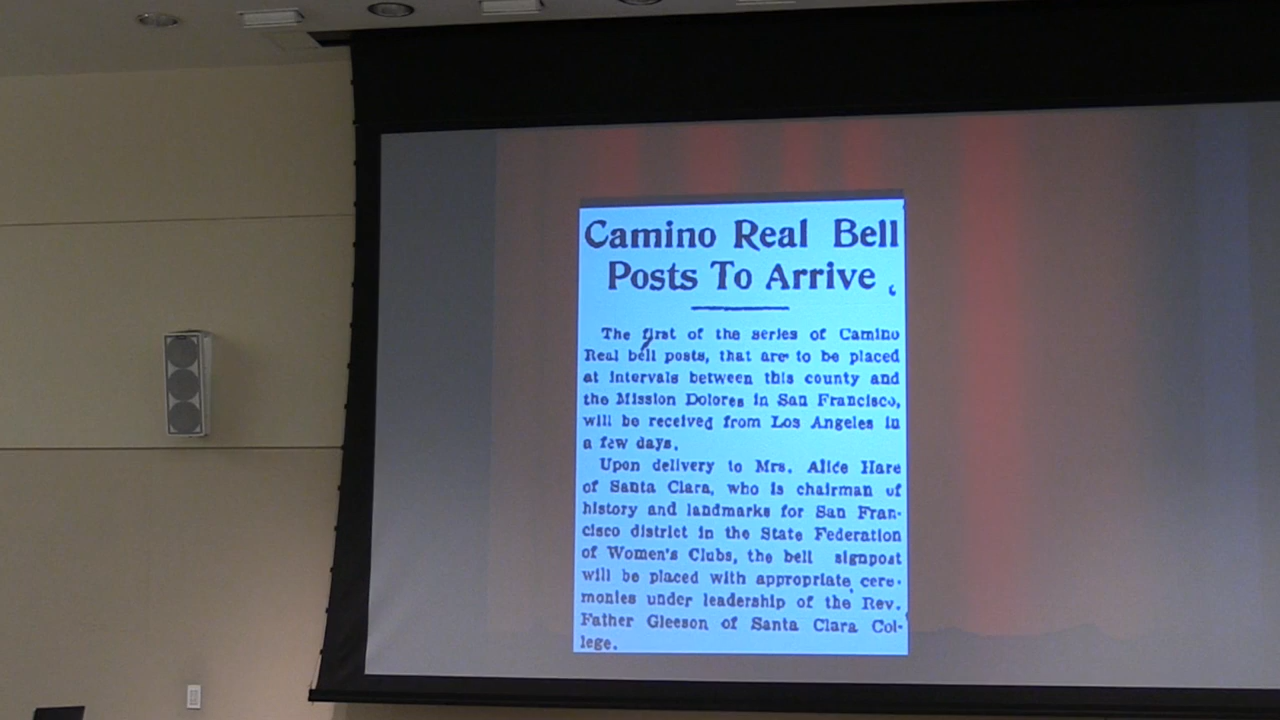 Camino Real Bell
Posts To Arrive
The first of the series of Camino
Real bell posts, that are to be placed
at intervals between this county and
the Mission Dolores in San Francisco,
will be received from Los Angeles in
a few days.
Upon delivery to Mrs. Alice Hare
of Santa Clara, who is chairman of
history and landmarks for San Fran-
cisco district in the State Federation
of Women's Clubs, the bell signpost
will be placed with appropriate cere-
monies under leadership of the Rev.
Father Gleeson of Santa Clara Col-
lege.